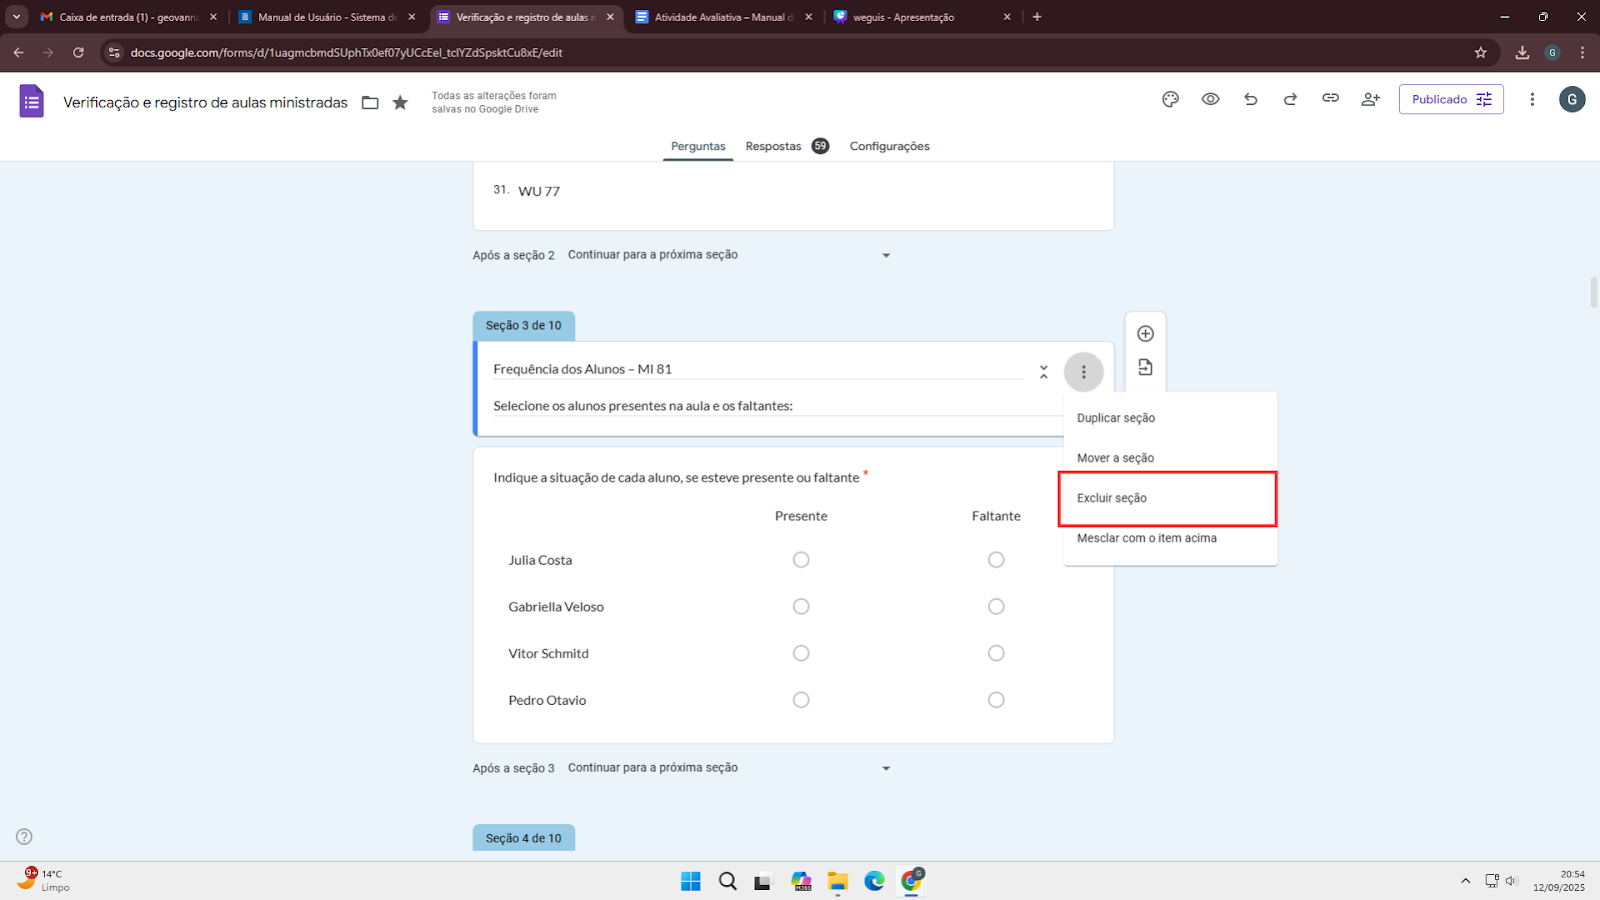 Caixa de entrada (1) - geovanna
Manual de Usuário - Sistema de
Verificação e registro de aulas m
Atividade Avaliativa – Manual d
weguis - Apresentação
docs.google.com/forms/d/1uagmcbmdSUphTx0ef07yUCcEel_tclYZdSpsktCu8xE/edit
G
Verificação e registro de aulas ministradas
Todas as alterações foram
salvas no Google Drive
Publicado
G
Perguntas
Respostas 59
Configurações
31. WU 77
Após a seção 2 Continuar para a próxima seção
Seção 3 de 10
Frequência dos Alunos – MI 81
Selecione os alunos presentes na aula e os faltantes:
Duplicar seção
Mover a seção
Excluir seção
Mesclar com o item acima
Indique a situação de cada aluno, se esteve presente ou faltante *
Presente Faltante
Julia Costa
Gabriella Veloso
Vitor Schmitd
Pedro Otavio
Após a seção 3 Continuar para a próxima seção
Seção 4 de 10
9+
14°C
Limpo
M365
G
20:54
12/09/2025